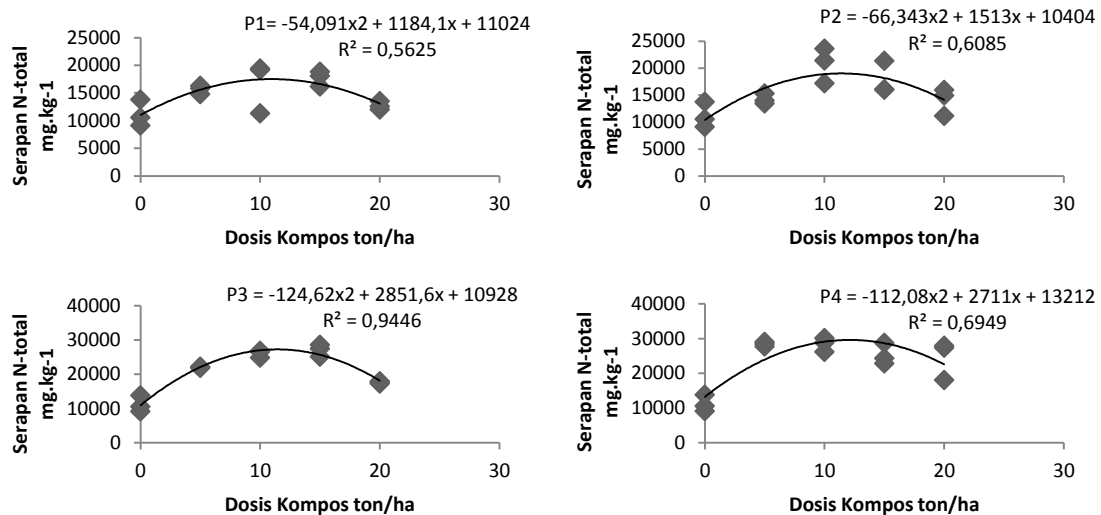 P1= -54,091x2 + 1184,1x + 11024
R² = 0,5625
Serapan N-total
mg.kg-1
25000
20000
15000
10000
5000
0
0 10 20 30
Dosis Kompos ton/ha
P2 = -66,343x2 + 1513x + 10404
R² = 0,6085
Serapan N-total
mg.kg-1
25000
20000
15000
10000
5000
0
0 10 20 30
Dosis Kompos ton/ha
P3 = -124,62x2 + 2851,6x + 10928
R² = 0,9446
Serapan N-total
mg.kg-1
40000
30000
20000
10000
0
0 10 20 30
Dosis Kompos ton/ha
P4 = -112,08x2 + 2711x + 13212
R² = 0,6949
Serapan N-total
mg.kg-1
40000
30000
20000
10000
0
0 10 20 30
Dosis Kompos ton/ha